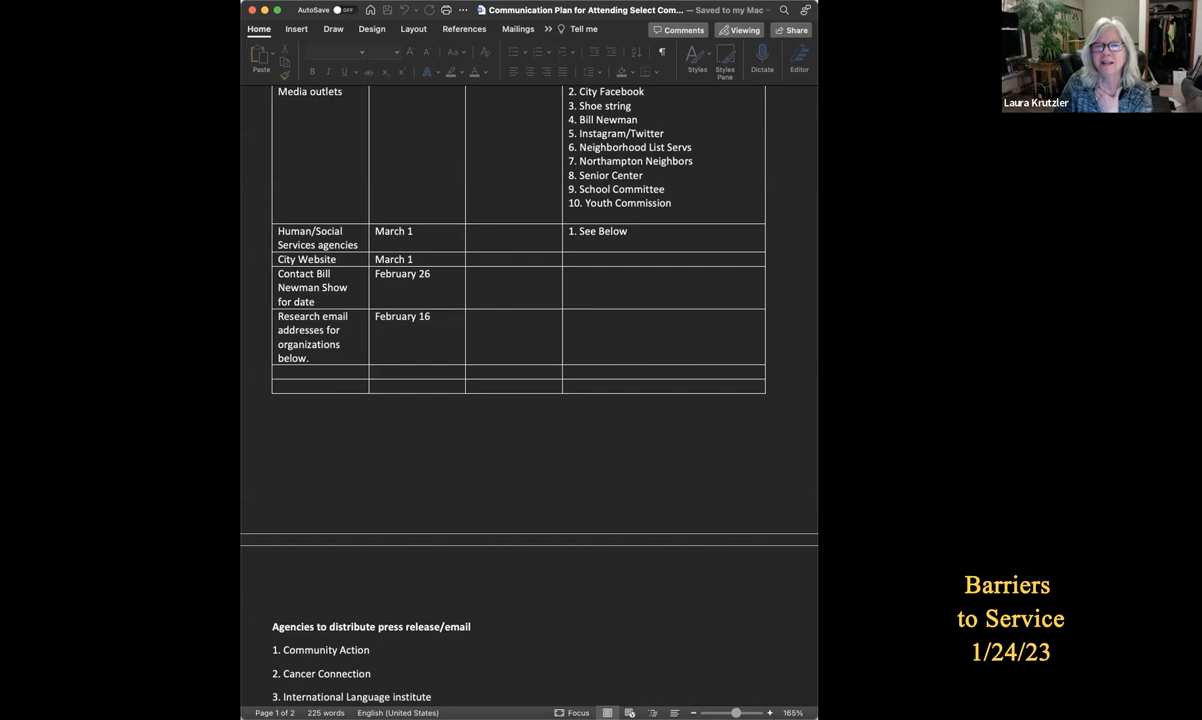 AutoSave OFF ··· Communication Plan for Attending Select Com... — Saved to my Mac
Home Insert Draw Design Layout References Mailings >> Tell me Comments Viewing Share
Paste B I U ab x x A A Aa A A A Styles Styles Pane Dictate Editor
Media outlets
2. City Facebook
3. Shoe string
4. Bill Newman
5. Instagram/Twitter
6. Neighborhood List Servs
7. Northampton Neighbors
8. Senior Center
9. School Committee
10. Youth Commission
Human/Social Services agencies March 1 1. See Below
City Website March 1
Contact Bill Newman Show for date February 26
Research email addresses for organizations below. February 16
Agencies to distribute press release/email
1. Community Action
2. Cancer Connection
3. International Language institute
Page 1 of 2 225 words English (United States) Focus 165%
Laura Krutzler
Barriers
to Service
1/24/23